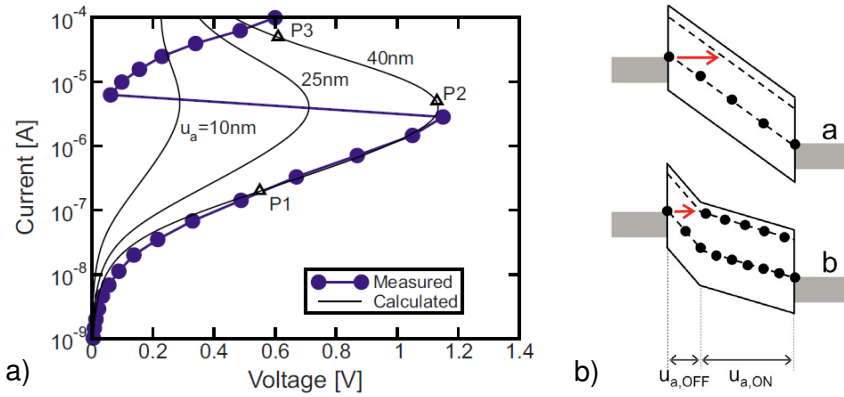 a)
Current [A]
10⁻⁴
10⁻⁵
10⁻⁶
10⁻⁷
10⁻⁸
10⁻⁹
0
0.2
0.4
0.6
0.8
1
1.2
1.4
Voltage [V]
P3
40nm
25nm
P2
uₐ=10nm
P1
Measured
Calculated
b)
a
b
u_a,OFF
u_a,ON